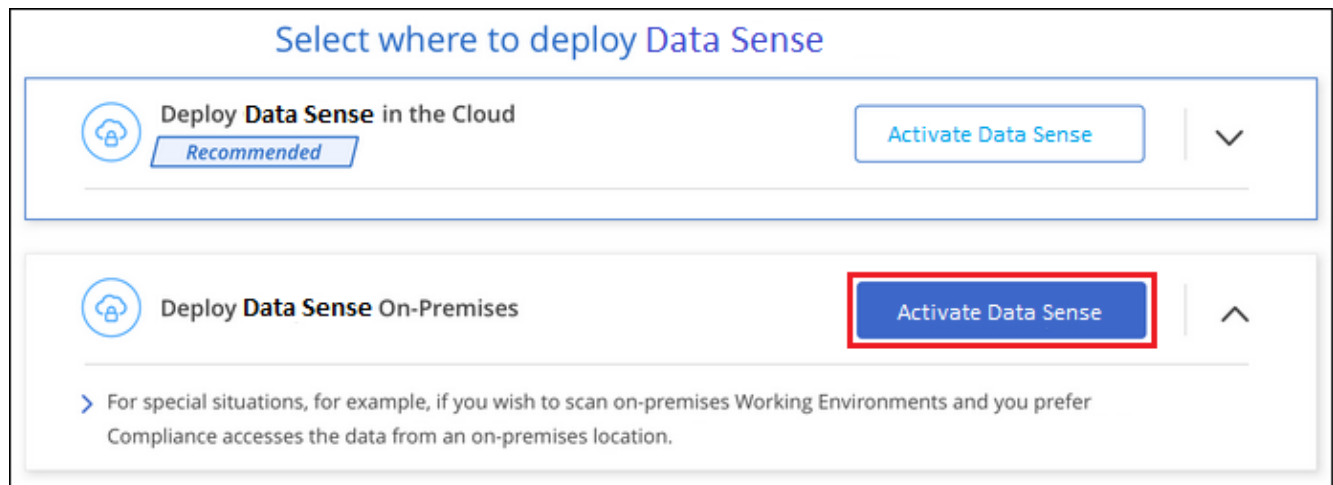 Select where to deploy Data Sense
Deploy Data Sense in the Cloud
Recommended
Activate Data Sense
Deploy Data Sense On-Premises
Activate Data Sense
For special situations, for example, if you wish to scan on-premises Working Environments and you prefer
Compliance accesses the data from an on-premises location.